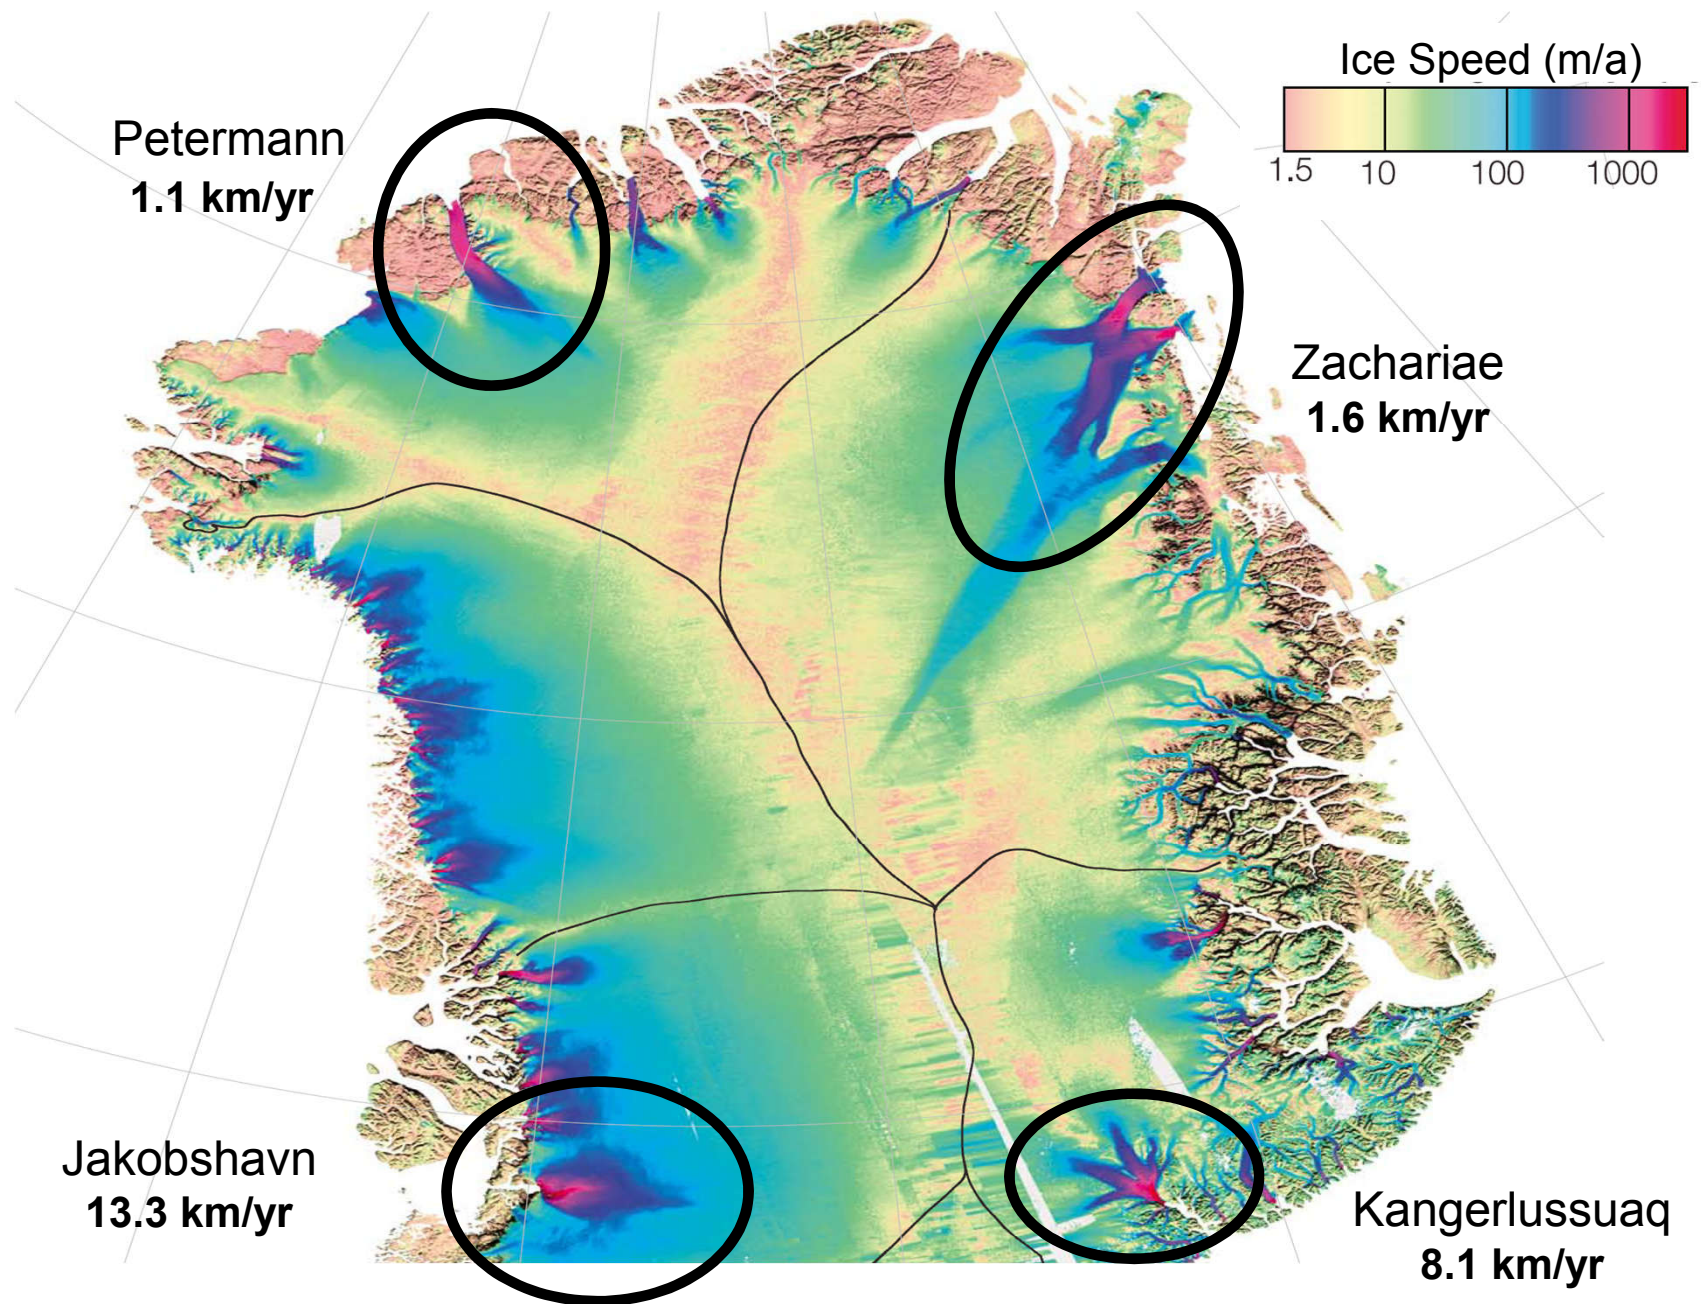 Ice Speed (m/a)
1.5 10 100 1000
Petermann
1.1 km/yr
Zachariae
1.6 km/yr
Jakobshavn
13.3 km/yr
Kangerlussuaq
8.1 km/yr